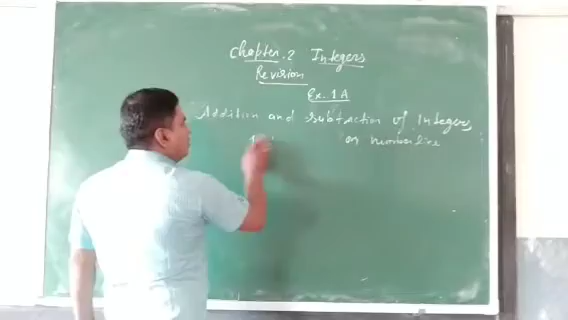 Chapter.2 Integers
Revision
Ex. 1A
Addition and subtraction of Integers
on number line